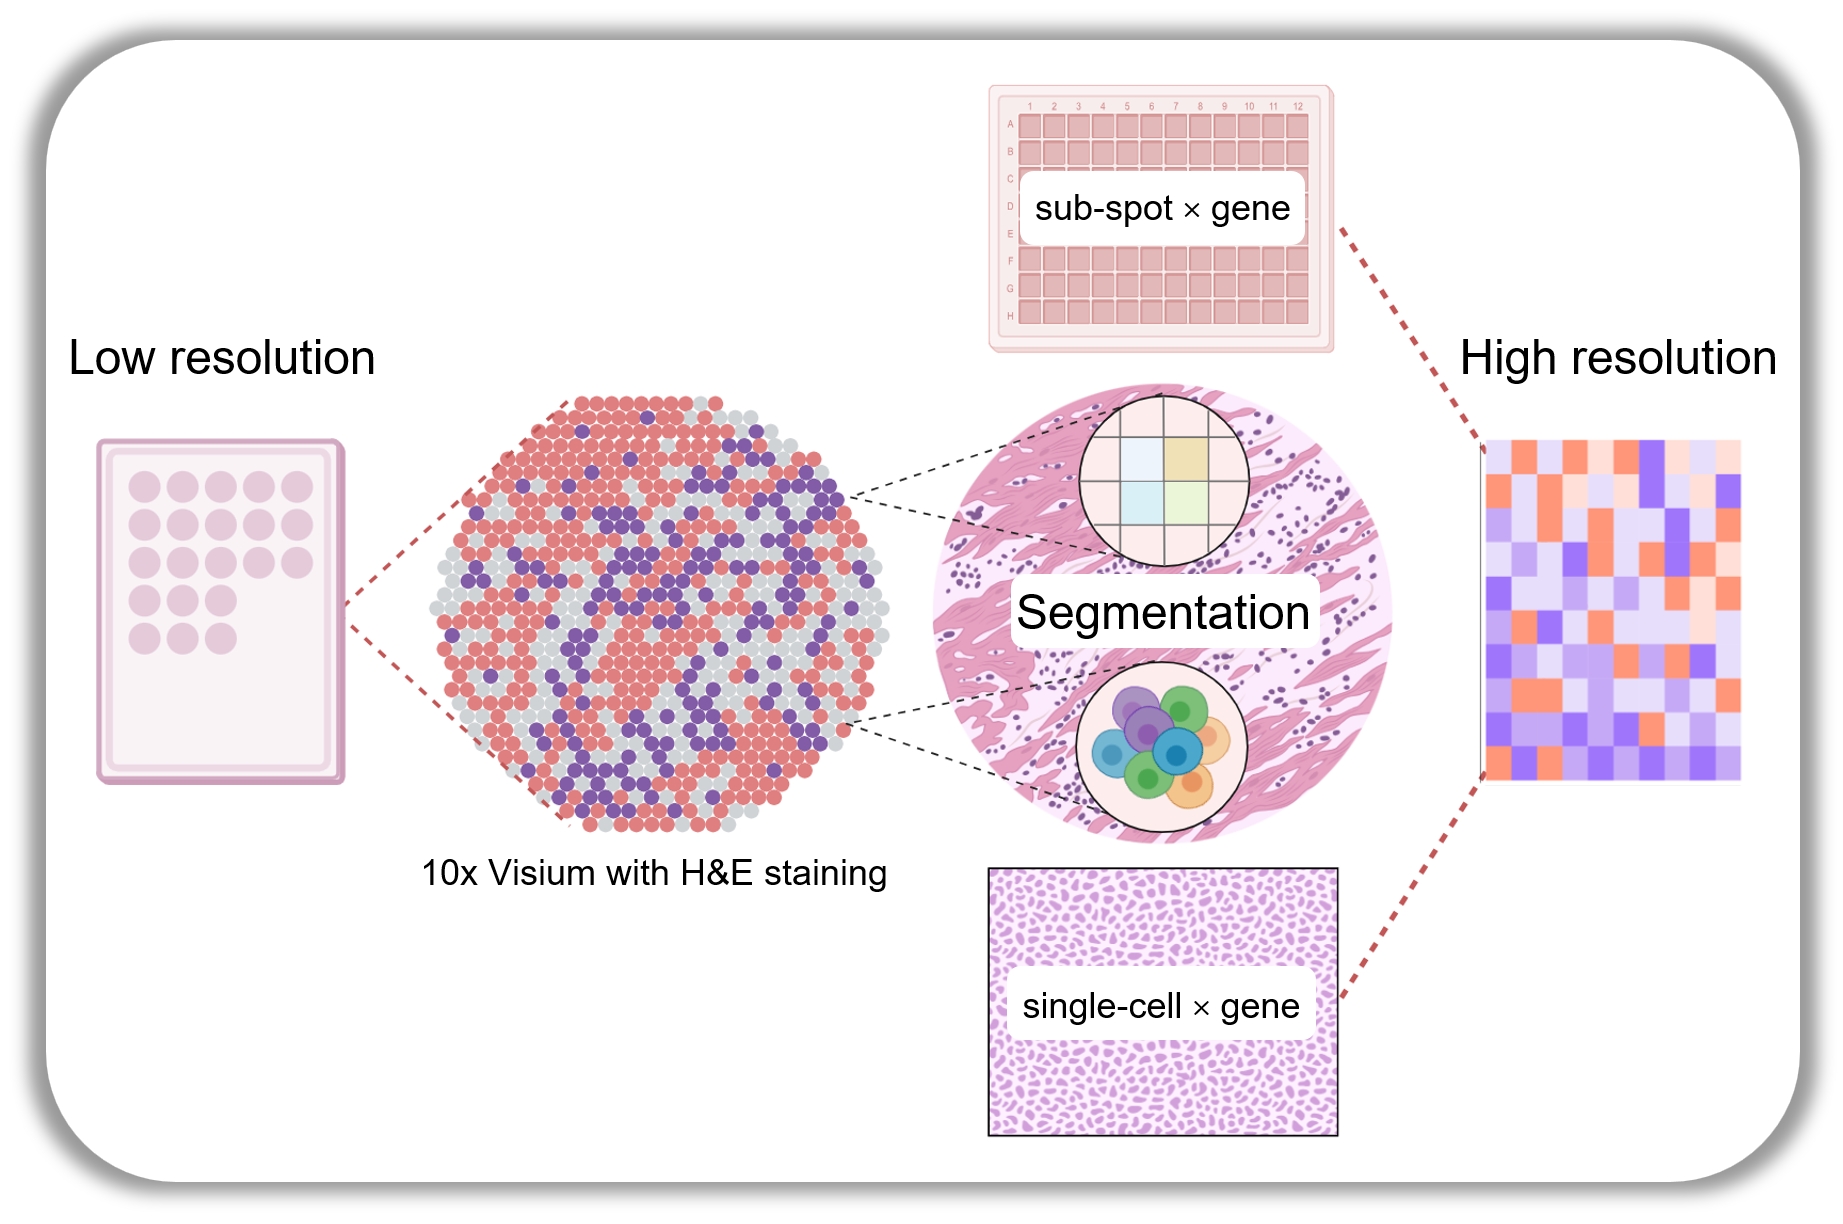 1 2 3 4 5 6 7 8 9 10 11 12
A
B
C
sub-spot × gene
D
E
F
G
H
Low resolution
High resolution
Segmentation
10x Visium with H&E staining
single-cell × gene